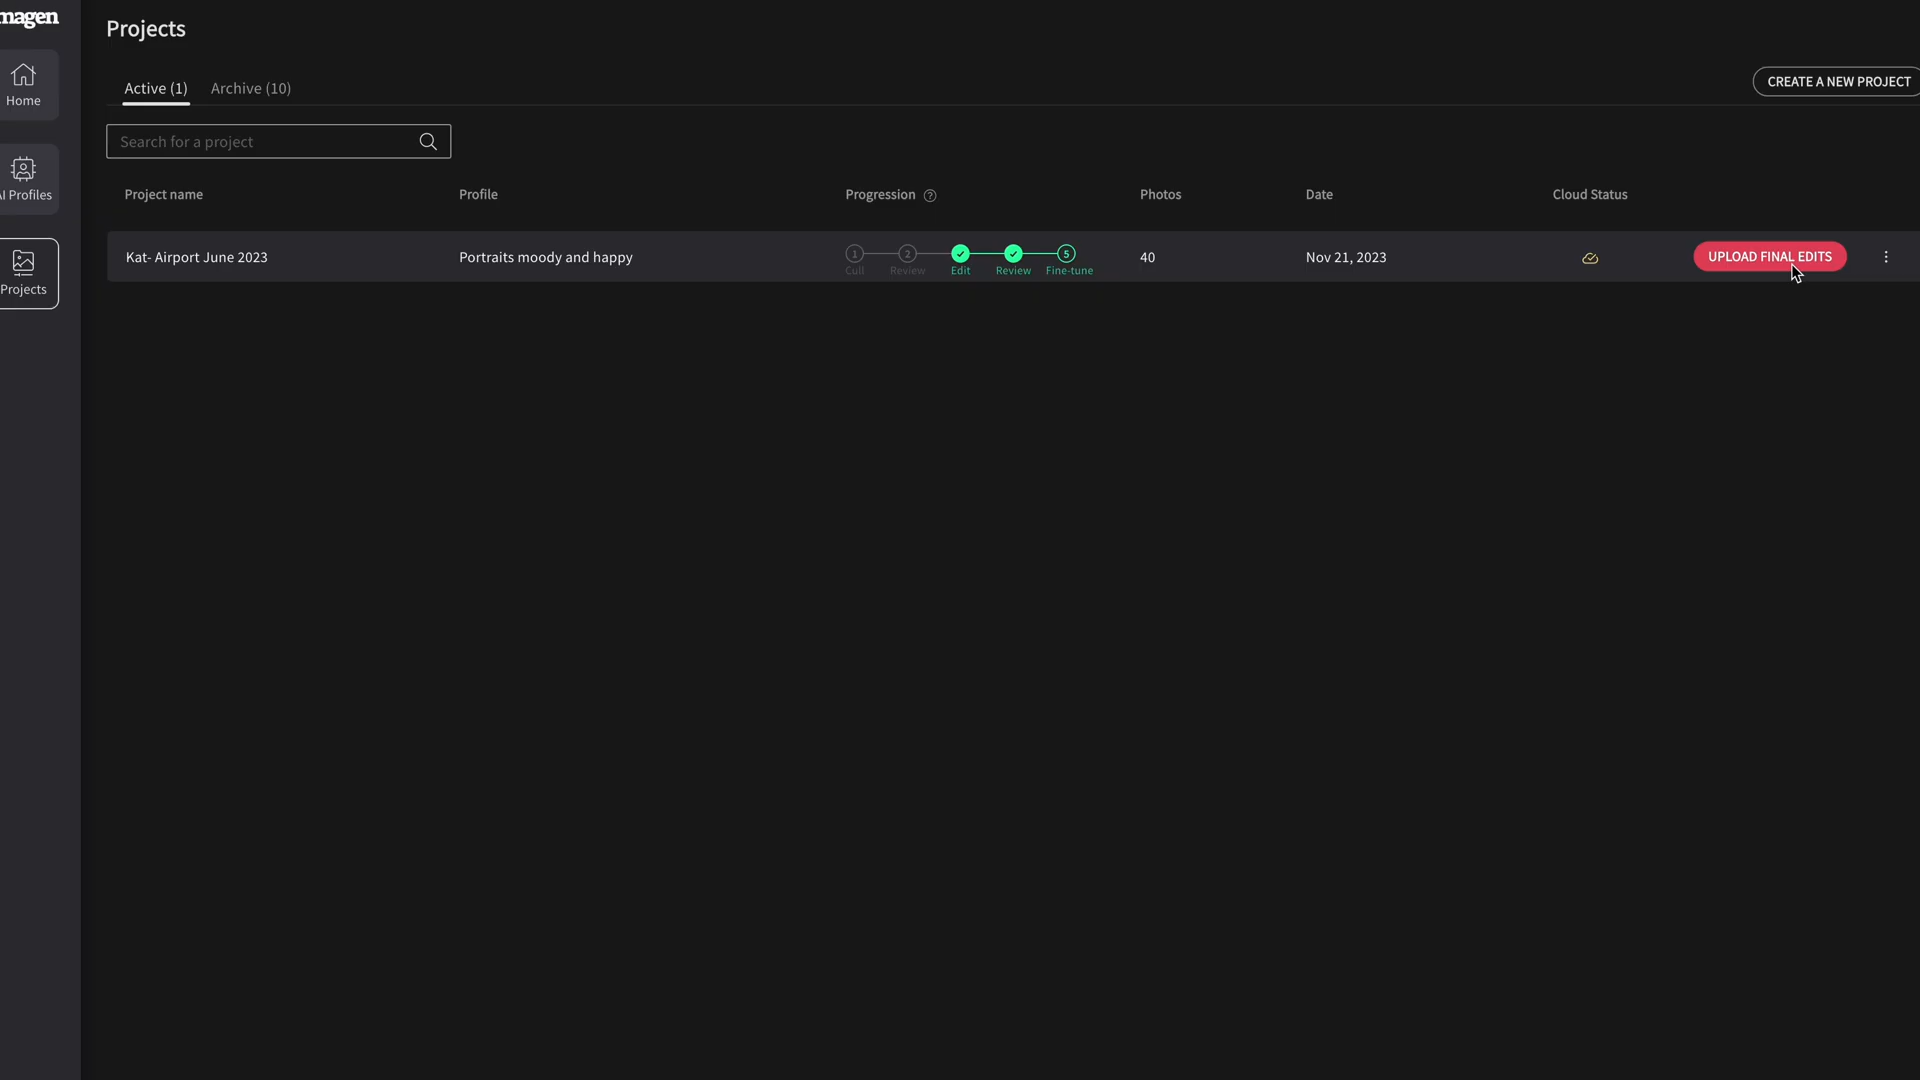 magen
Projects
Active (1) Archive (10)
CREATE A NEW PROJECT
Home
Search for a project
AI Profiles
Project name Profile Progression ? Photos Date Cloud Status
Kat- Airport June 2023 Portraits moody and happy 1 2 5 40 Nov 21, 2023 UPLOAD FINAL EDITS
Cull Review Edit Review Fine-tune
Projects